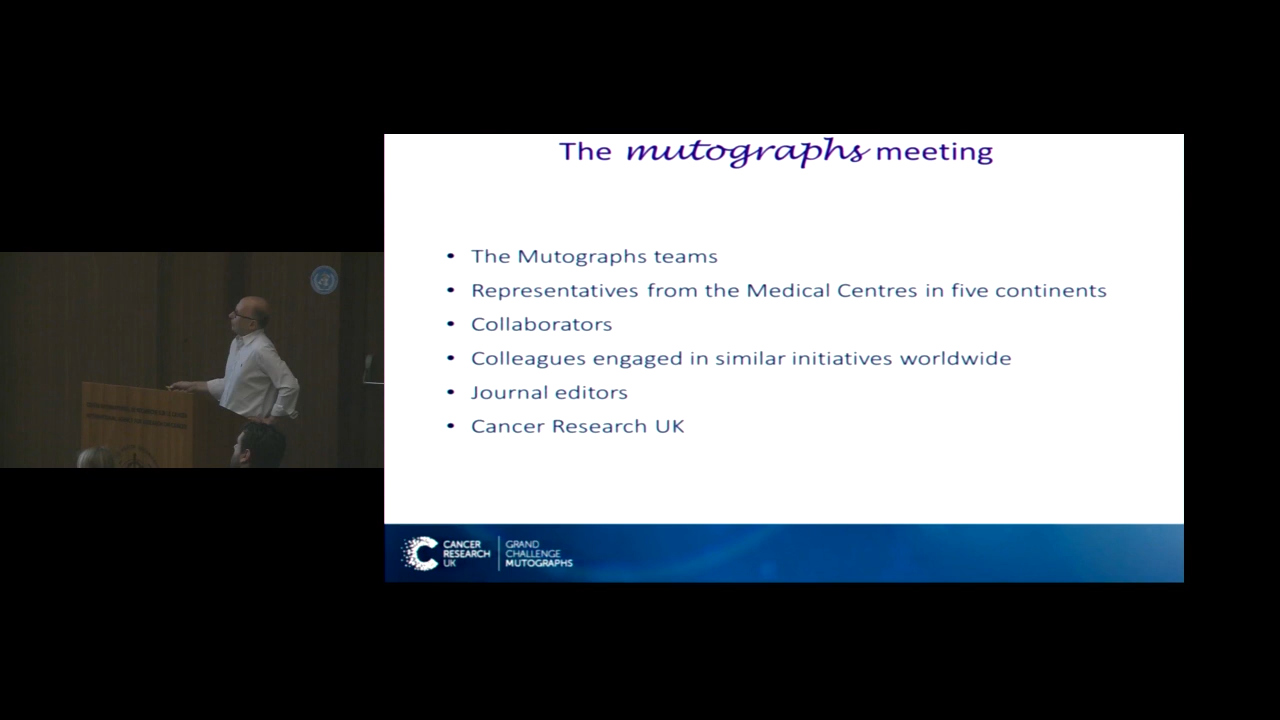 The mutographs meeting
• The Mutographs teams
• Representatives from the Medical Centres in five continents
• Collaborators
• Colleagues engaged in similar initiatives worldwide
• Journal editors
• Cancer Research UK
CANCER
RESEARCH
UK
GRAND
CHALLENGE
MUTOGRAPHS